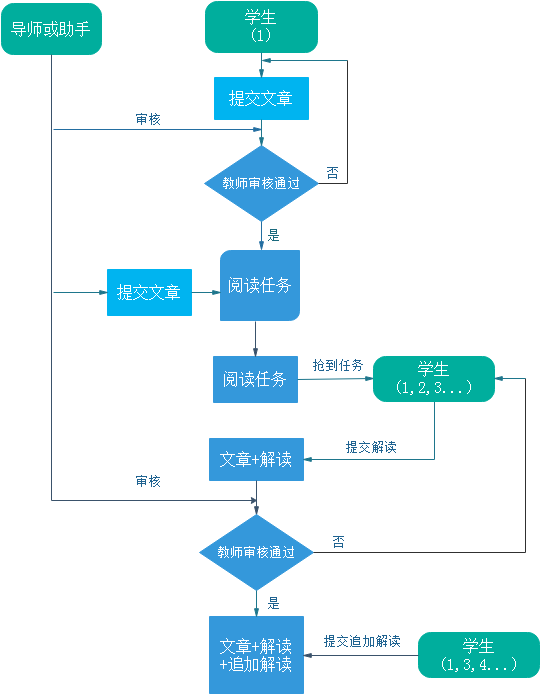 导师或助手
学生
(1)
提交文章
审核
教师审核通过
否
是
提交文章
阅读任务
阅读任务
抢到任务
学生
(1,2,3...)
提交解读
文章+解读
审核
教师审核通过
否
是
文章+解读
+追加解读
提交追加解读
学生
(1,3,4...)